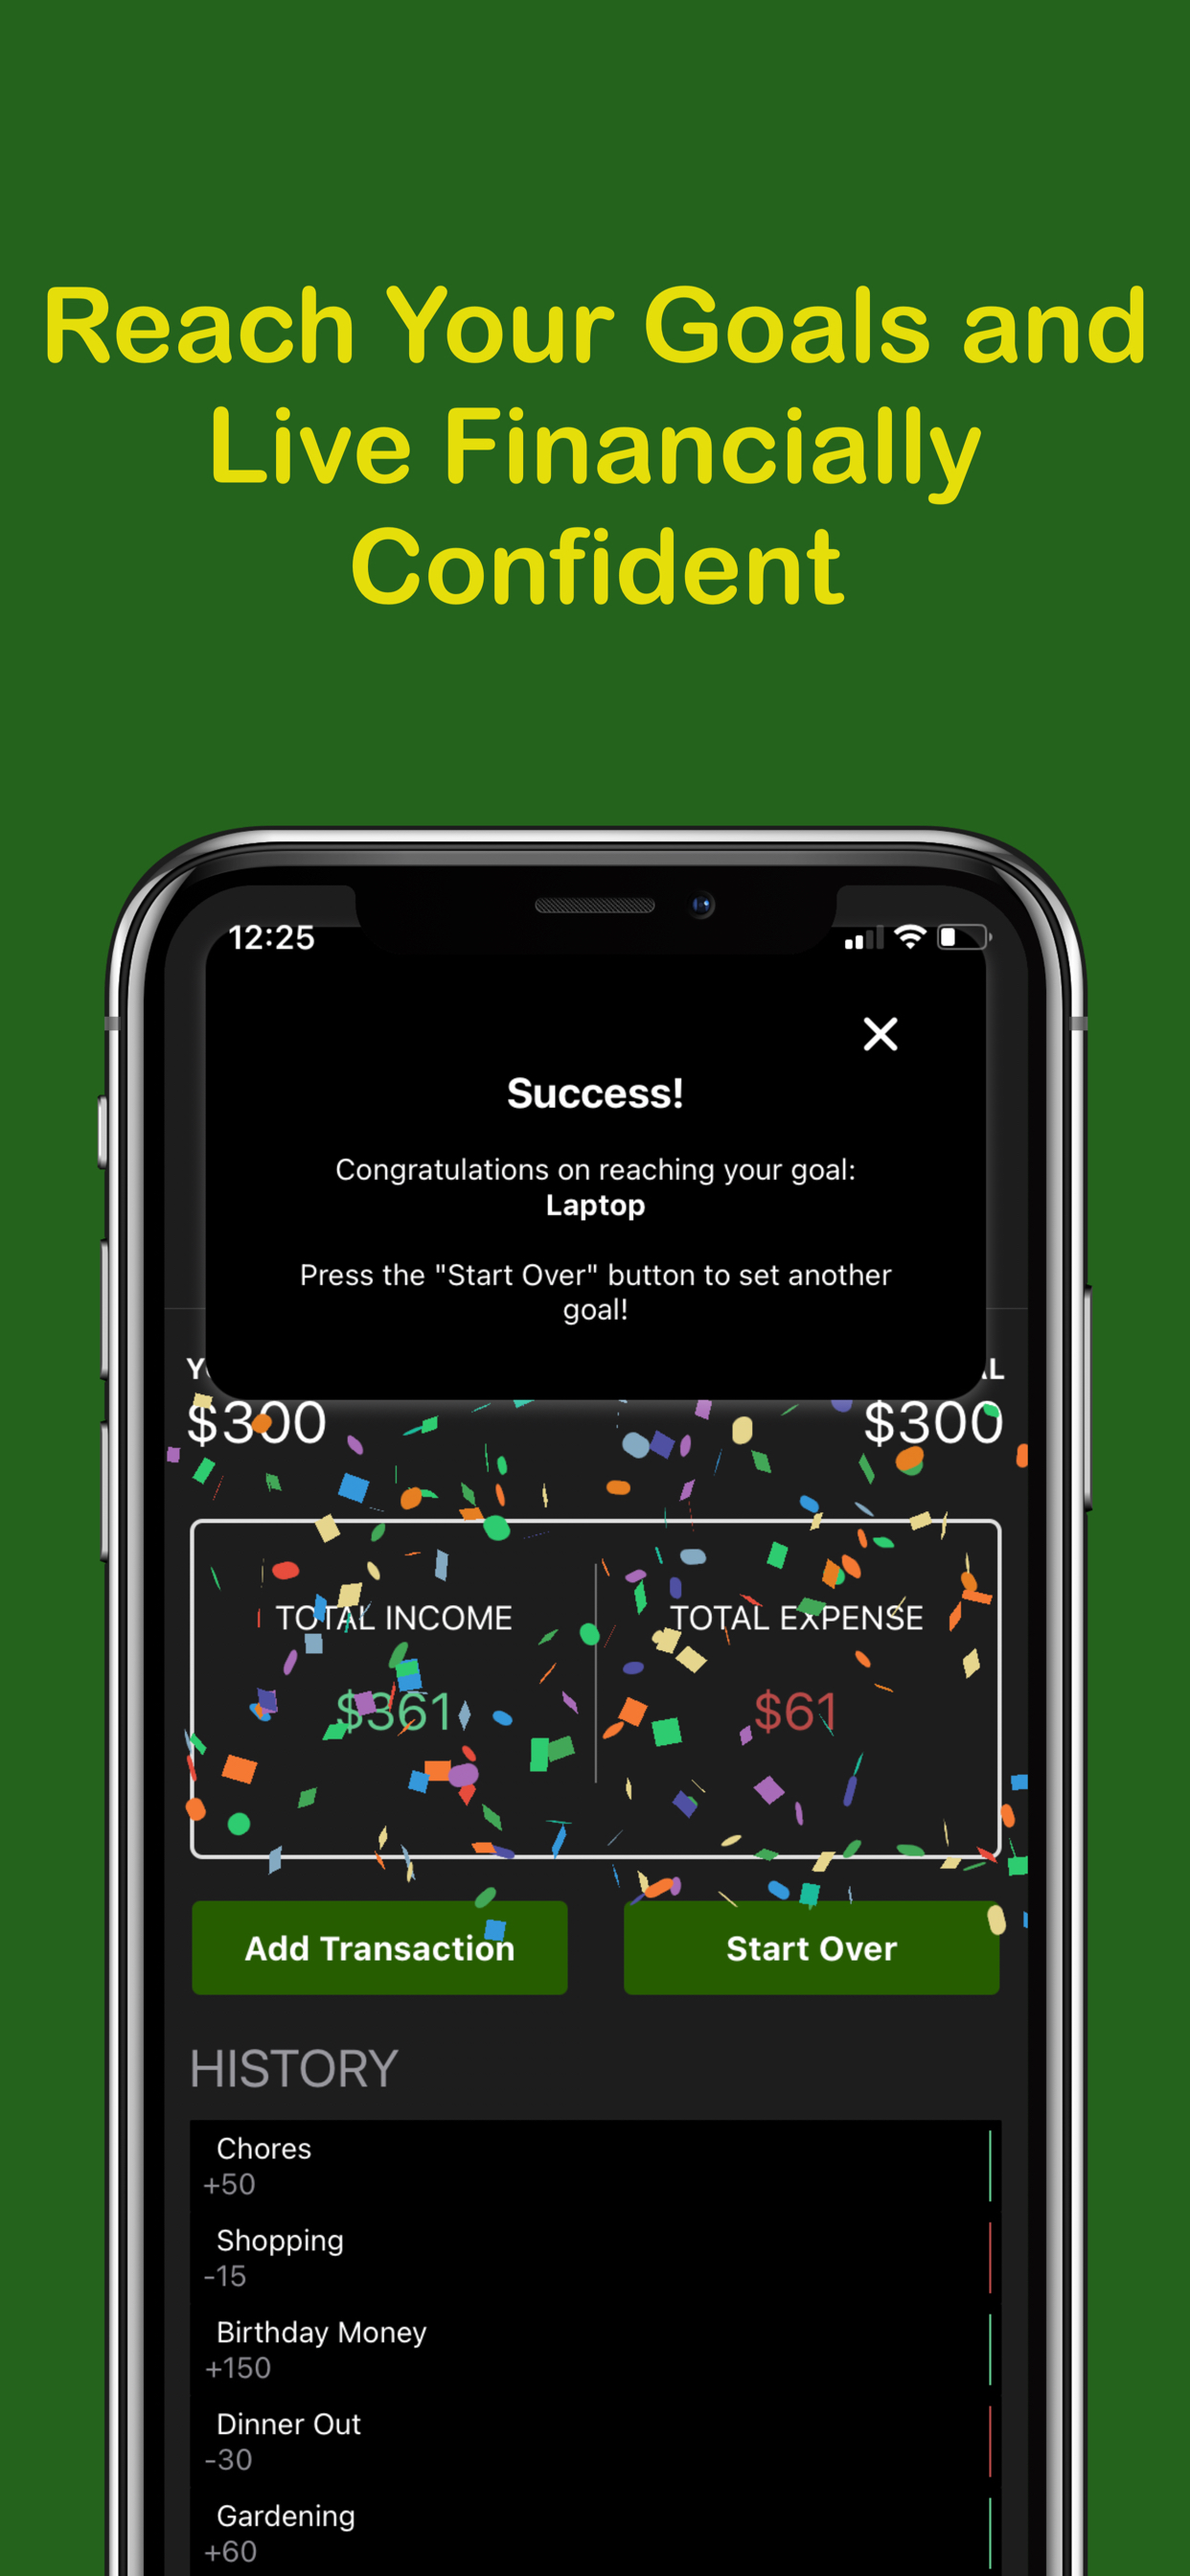 Reach Your Goals and
Live Financially
Confident
12:25
Success!
Congratulations on reaching your goal:
Laptop
Press the "Start Over" button to set another
goal!
$300
$300
TOTAL INCOME
TOTAL EXPENSE
$361
$61
Add Transaction
Start Over
HISTORY
Chores
+50
Shopping
-15
Birthday Money
+150
Dinner Out
-30
Gardening
+60